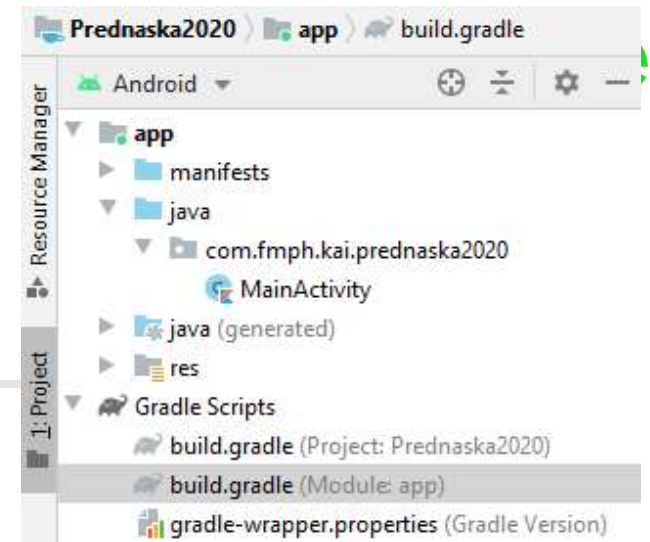 Prednaska2020 app build.gradle
Android
Resource Manager
1: Project
app
manifests
java
com.fmph.kai.prednaska2020
MainActivity
java (generated)
res
Gradle Scripts
build.gradle (Project: Prednaska2020)
build.gradle (Module: app)
gradle-wrapper.properties (Gradle Version)